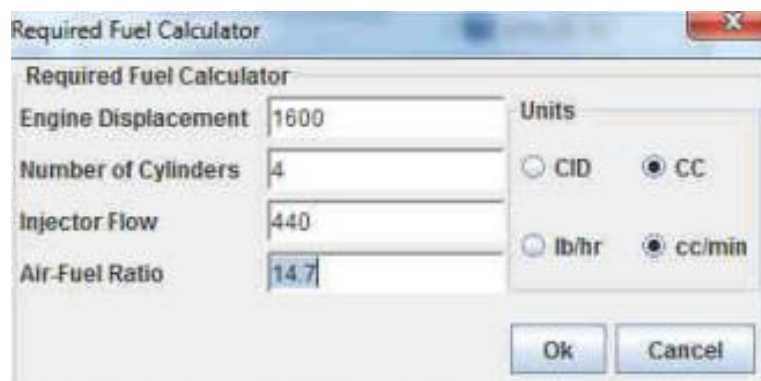 Required Fuel Calculator
Required Fuel Calculator
Engine Displacement 1600
Number of Cylinders 4
Injector Flow 440
Air-Fuel Ratio 14.7
Units
CID CC
lb/hr cc/min
Ok Cancel